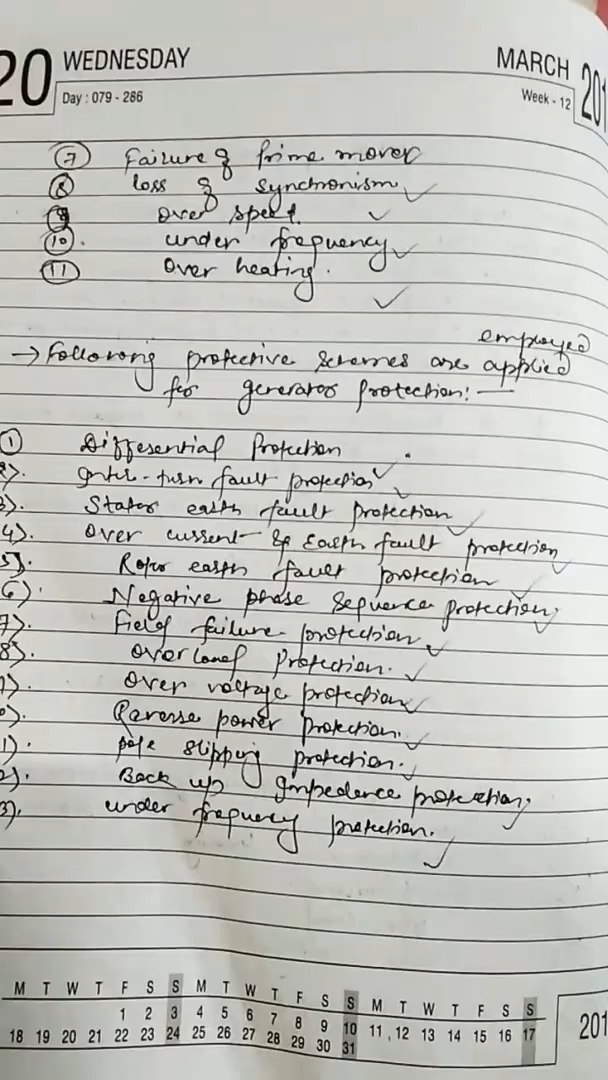 20 WEDNESDAY MARCH 201
Day : 079 - 286 Week - 12
7 Failure of Prime mover
8 loss of synchronism
9 Over speed.
10. under frequency
11 Over heating.
employed
→ Following protective schemes are applied
for generator protection: —
1 Differential Protection
2). Inter-turn fault protection
3). Stator earth fault protection
4). Over current & Earth fault protection
5). Rotor earth fault protection
6). Negative phase sequence protection,
7). Field failure protection
8). Overload Protection.
9). Over voltage protection
0). Reverse power protection.
1). pole slipping protection.
2). Back up Impedence protection,
3). under frequency protection.
M T W T F S S M T W T F S S M T W T F S S
1 2 3 4 5 6 7 8 9 10 11 12 13 14 15 16 17
18 19 20 21 22 23 24 25 26 27 28 29 30 31
201